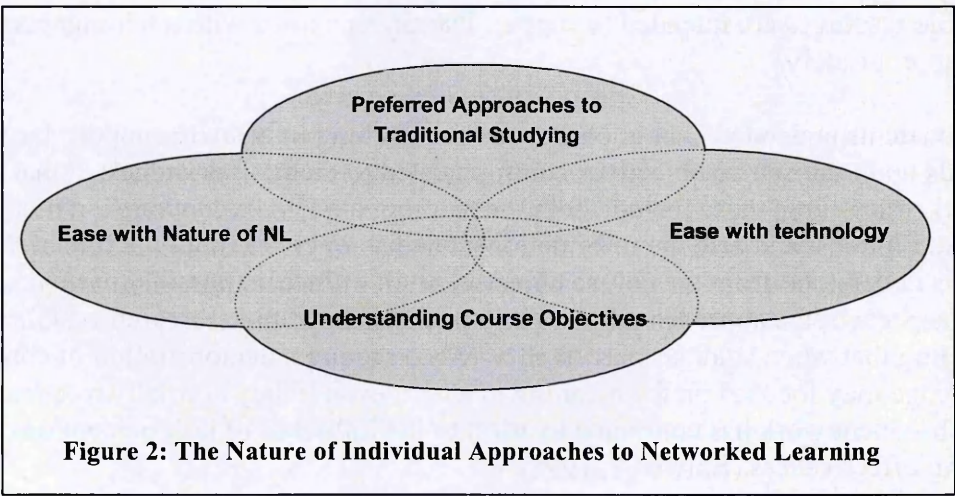 Preferred Approaches to
Traditional Studying
Ease with Nature of NL
Ease with technology
Understanding Course Objectives
Figure 2: The Nature of Individual Approaches to Networked Learning